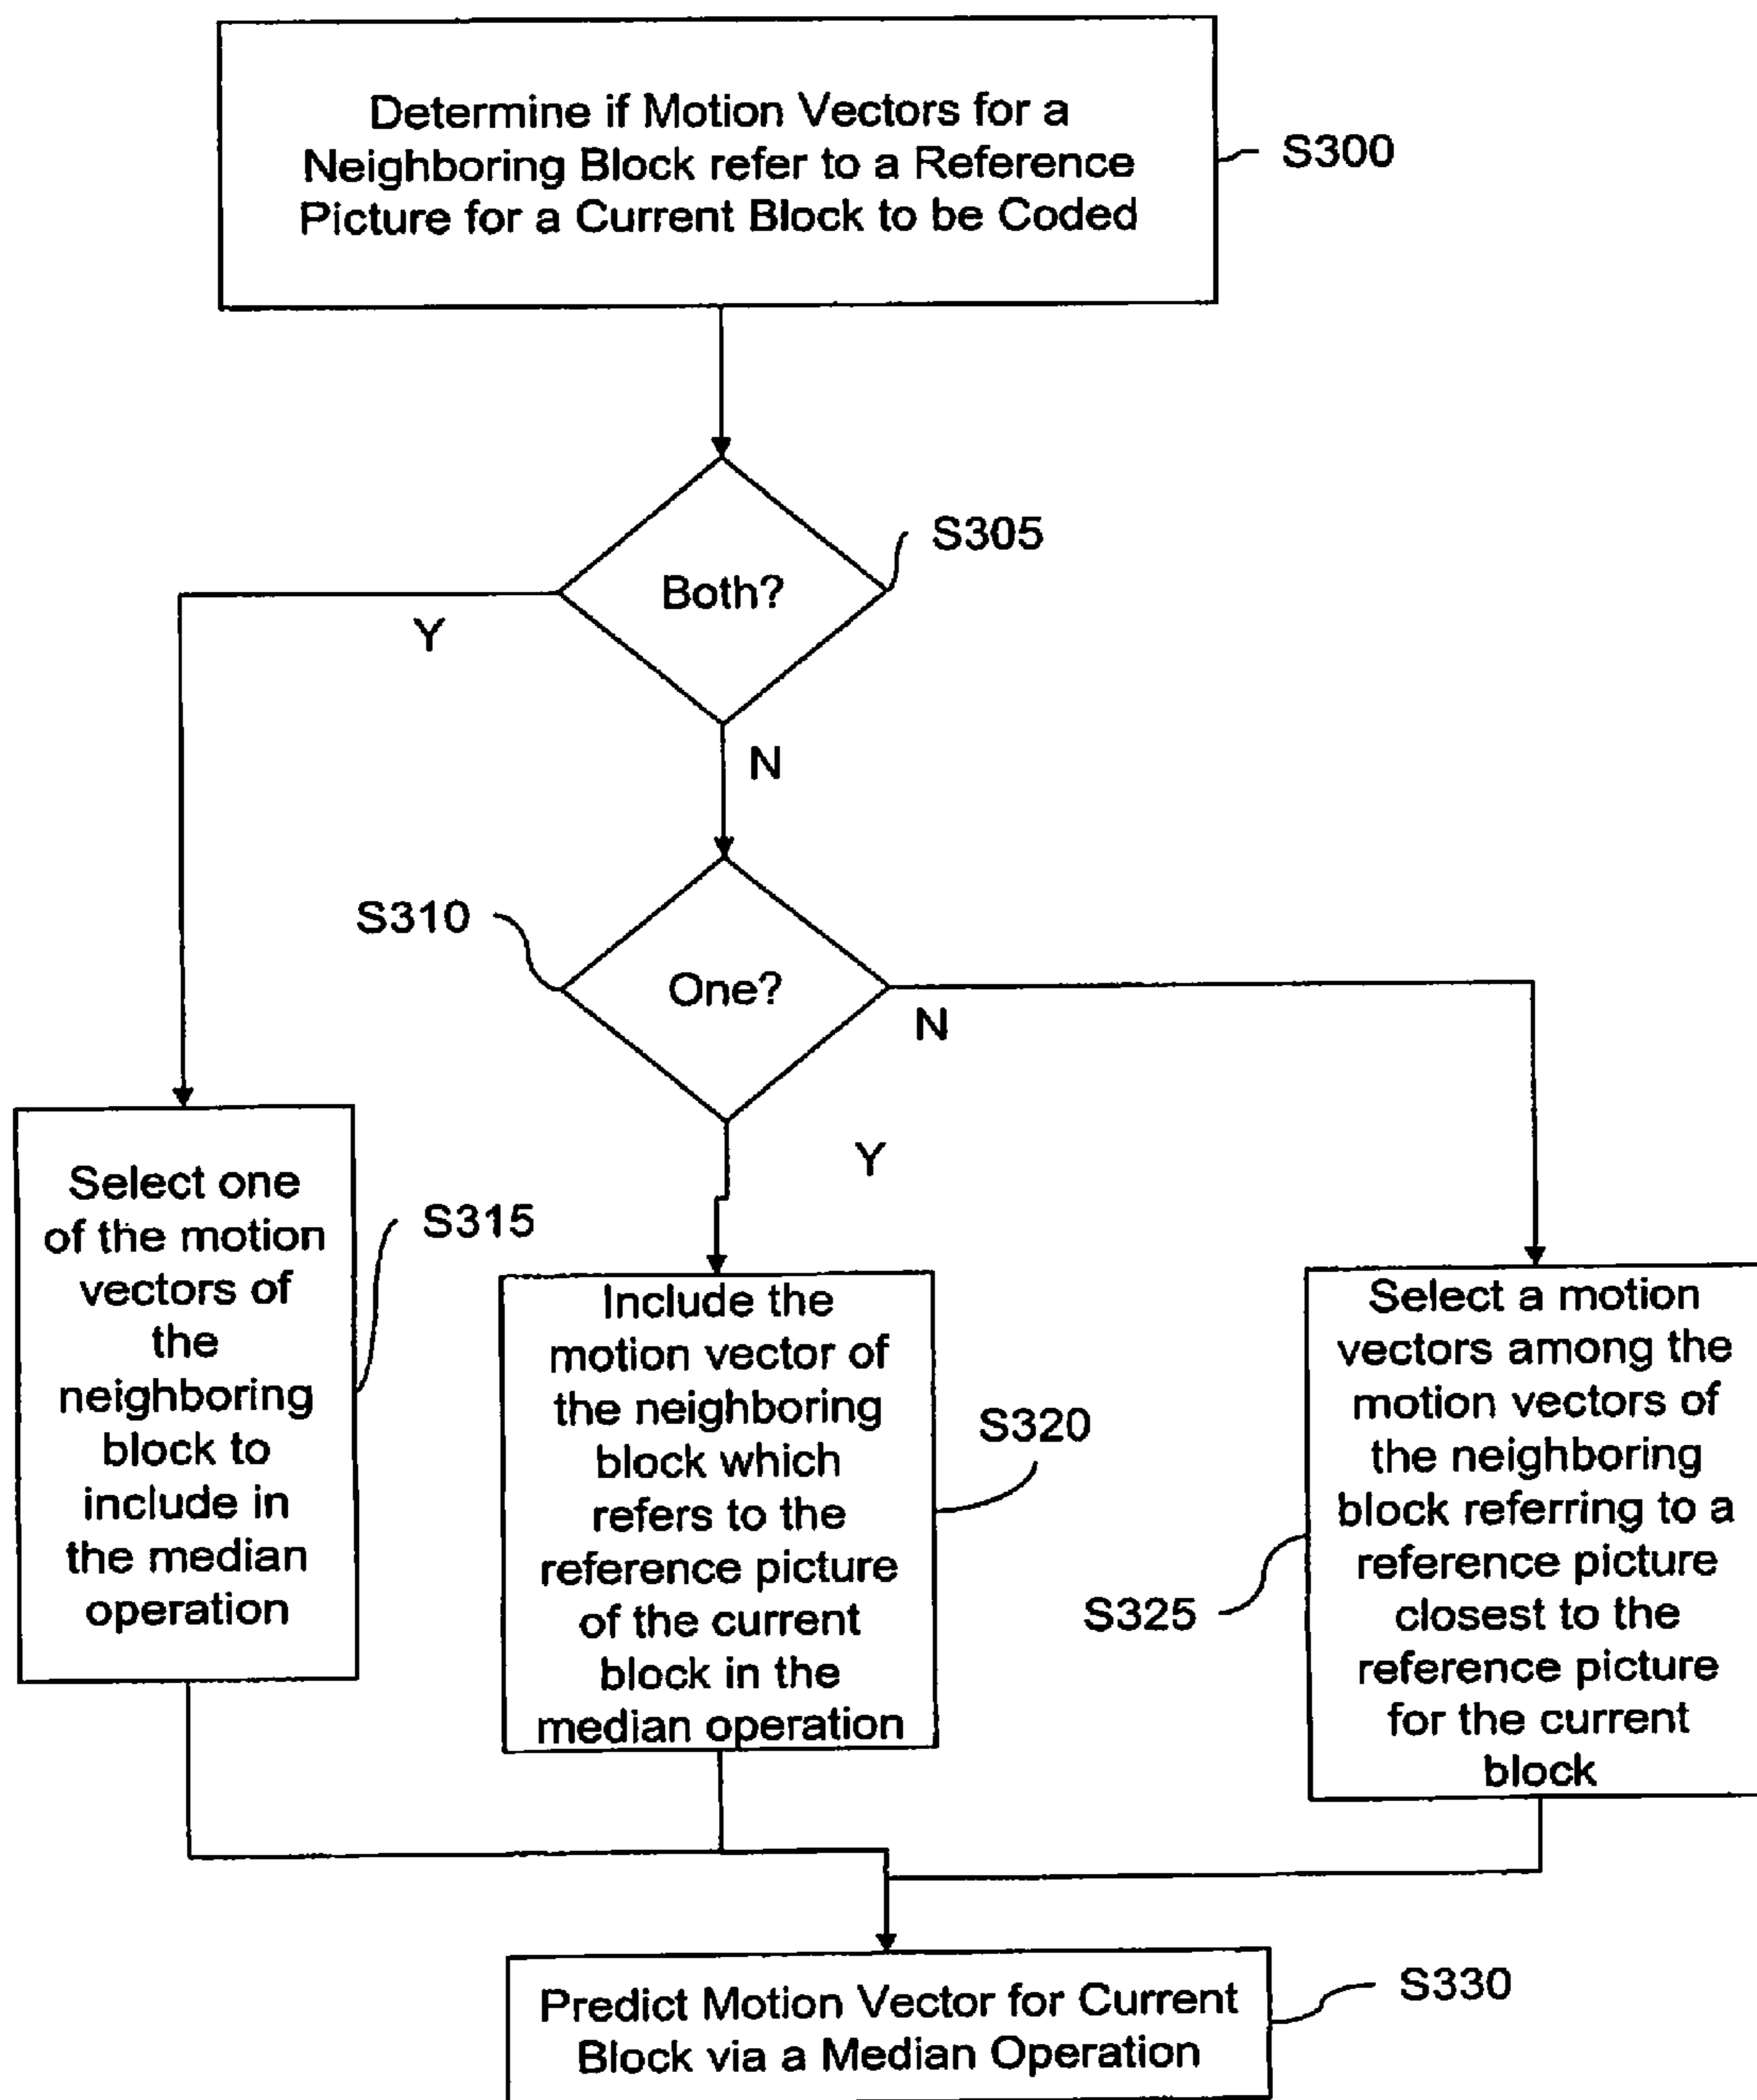 Determine if Motion Vectors for a
Neighboring Block refer to a Reference
Picture for a Current Block to be Coded
S300
Both?
S305
Y
N
S310
One?
N
Y
Select one
of the motion
vectors of
the
neighboring
block to
include in
the median
operation
S315
Include the
motion vector of
the neighboring
block which
refers to the
reference picture
of the current
block in the
median operation
S320
Select a motion
vectors among the
motion vectors of
the neighboring
block referring to a
reference picture
closest to the
reference picture
for the current
block
S325
Predict Motion Vector for Current
Block via a Median Operation
S330